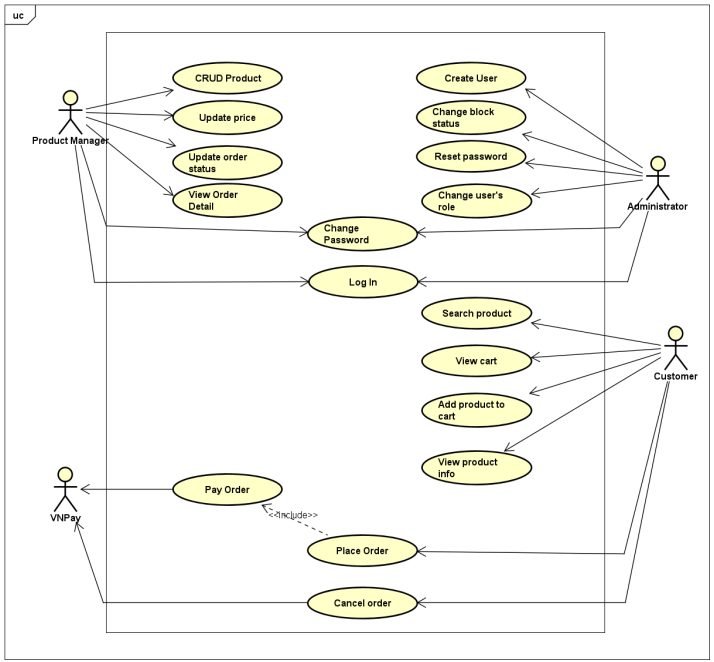 uc
CRUD Product
Create User
Product Manager
Update price
Change block
status
Update order
status
Reset password
Administrator
View Order
Detail
Change user's
role
Change
Password
Log In
Search product
View cart
Customer
Add product to
cart
View product
info
VNPay
Pay Order
<<include>>
Place Order
Cancel order